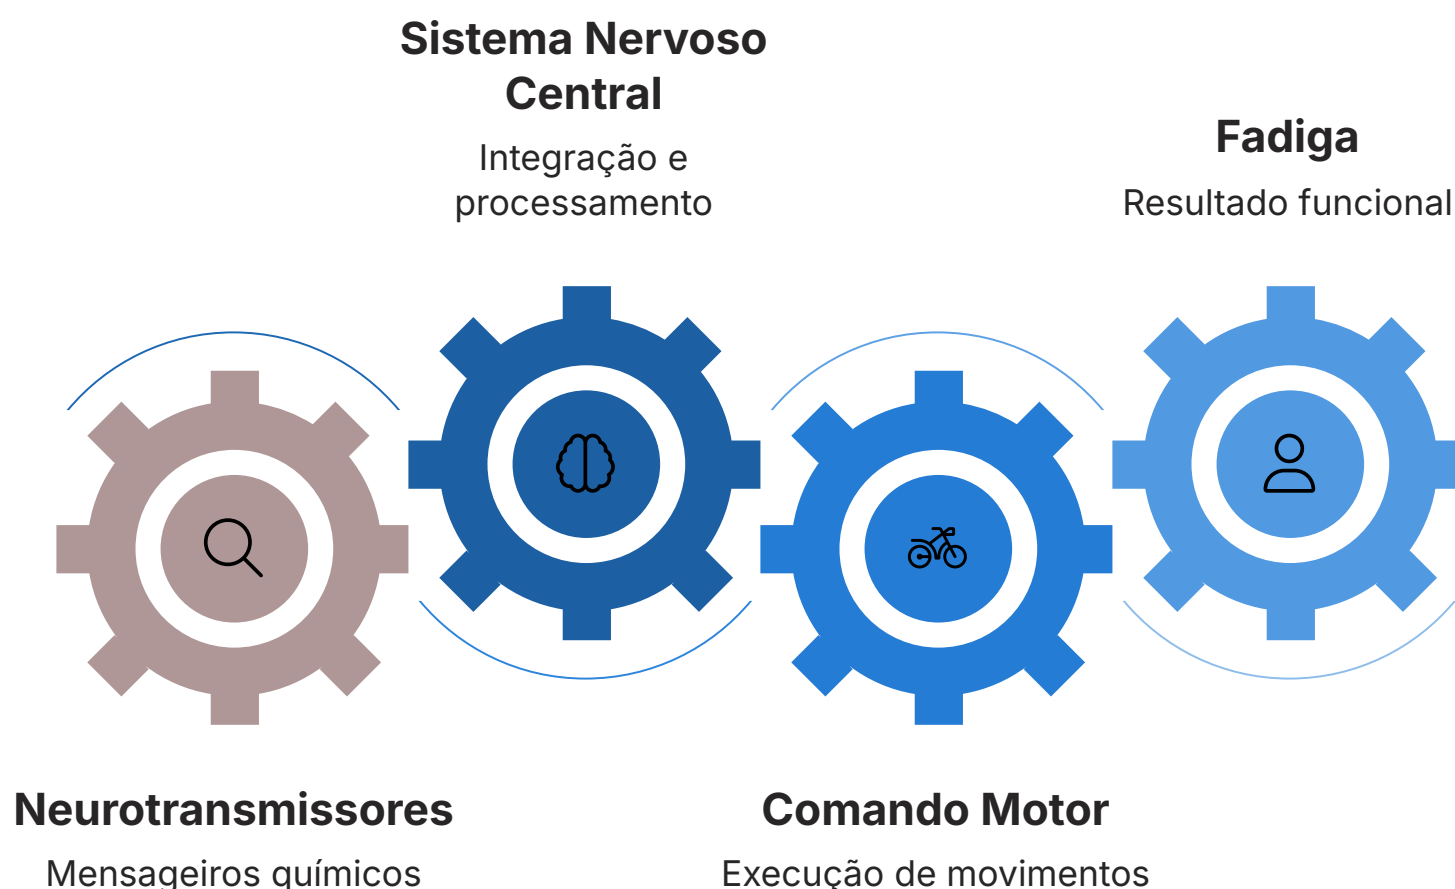 Sistema Nervoso
Central
Integração e
processamento
Fadiga
Resultado funcional
Neurotransmissores
Mensageiros químicos
Comando Motor
Execução de movimentos